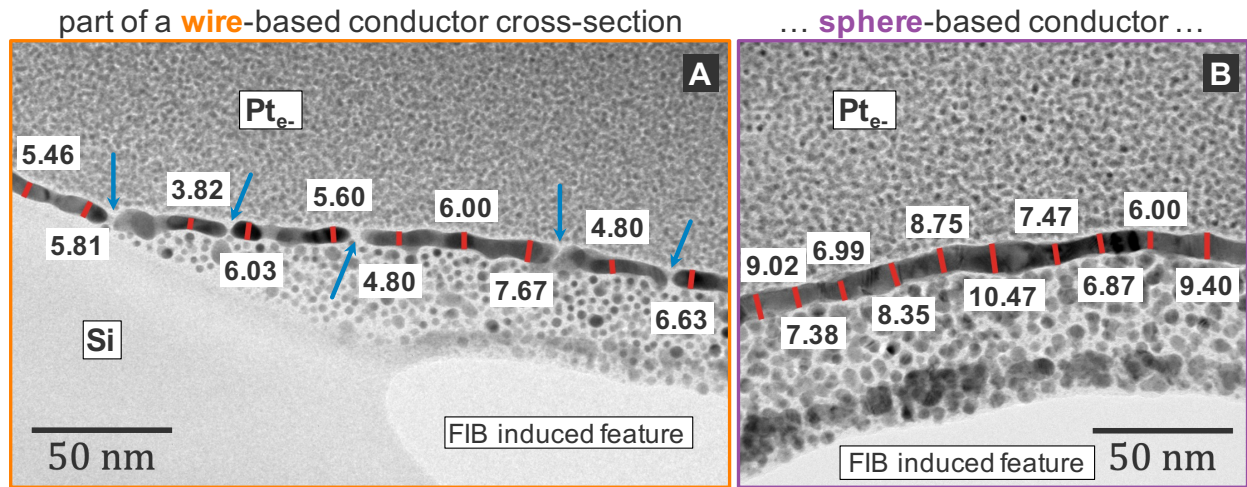 part of a wire-based conductor cross-section
... sphere-based conductor ...
A
Pte-
5.46
3.82
5.60
6.00
4.80
5.81
6.03
4.80
7.67
6.63
Si
50 nm
FIB induced feature
B
Pte-
9.02
6.99
8.75
7.47
6.00
7.38
8.35
10.47
6.87
9.40
FIB induced feature
50 nm